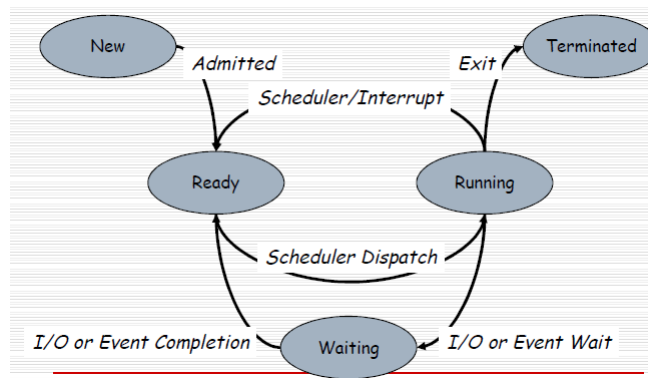 New
Terminated
Admitted
Exit
Scheduler/Interrupt
Ready
Running
Scheduler Dispatch
I/O or Event Completion
Waiting
I/O or Event Wait